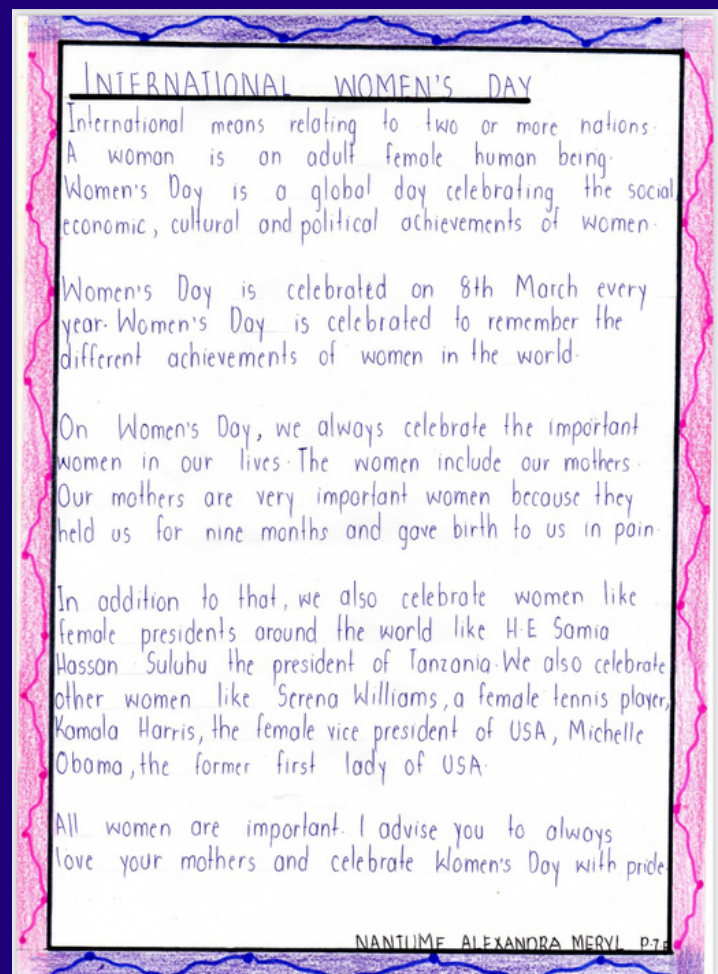 INTERNATIONAL WOMEN'S DAY
International means relating to two or more nations.
A woman is an adult female human being.
Women's Day is a global day celebrating the social,
economic, cultural and political achievements of women.
Women's Day is celebrated on 8th March every
year. Women's Day is celebrated to remember the
different achievements of women in the world.
On Women's Day, we always celebrate the important
women in our lives. The women include our mothers.
Our mothers are very important women because they
held us for nine months and gave birth to us in pain.
In addition to that, we also celebrate women like
female presidents around the world like H.E Samia
Hassan Suluhu the president of Tanzania. We also celebrate
other women like Serena Williams, a female tennis player,
Kamala Harris, the female vice president of USA, Michelle
Obama, the former first lady of USA.
All women are important. I advise you to always
love your mothers and celebrate Women's Day with pride.
NANTUME ALEXANDRA MERYL